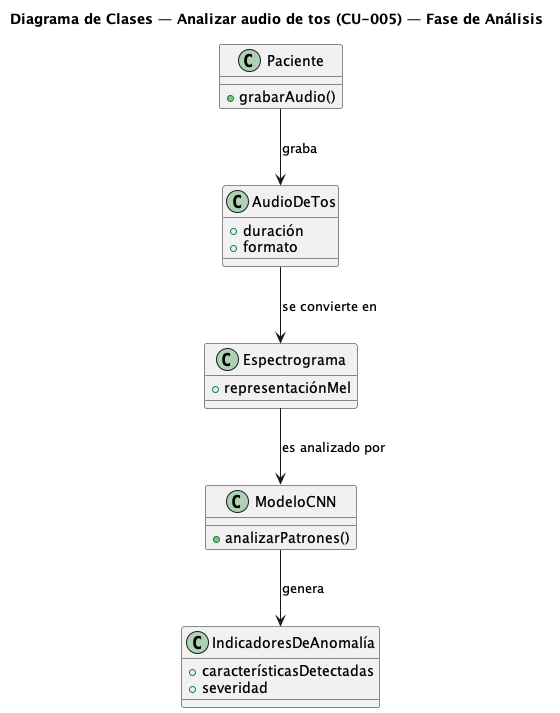 Diagrama de Clases — Analizar audio de tos (CU-005) — Fase de Análisis
C Paciente
grabarAudio()
graba
C AudioDeTos
duración
formato
se convierte en
C Espectrograma
representaciónMel
es analizado por
C ModeloCNN
analizarPatrones()
genera
C IndicadoresDeAnomalía
característicasDetectadas
severidad